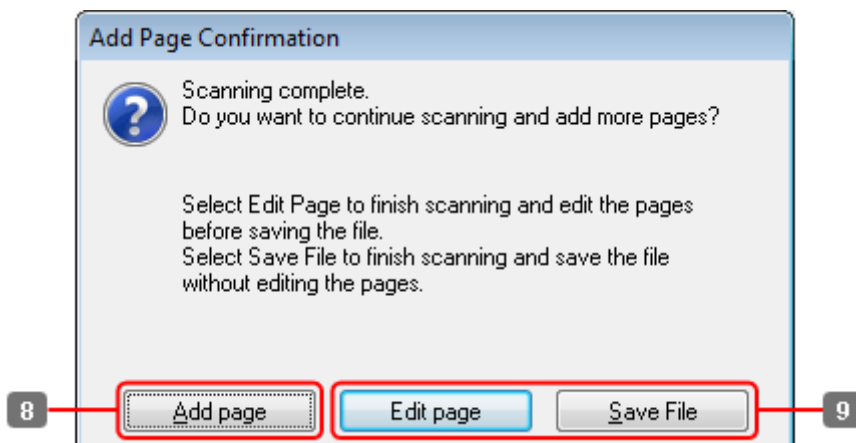 Add Page Confirmation
Scanning complete.
Do you want to continue scanning and add more pages?
Select Edit Page to finish scanning and edit the pages
before saving the file.
Select Save File to finish scanning and save the file
without editing the pages.
8 Add page Edit page Save File 9